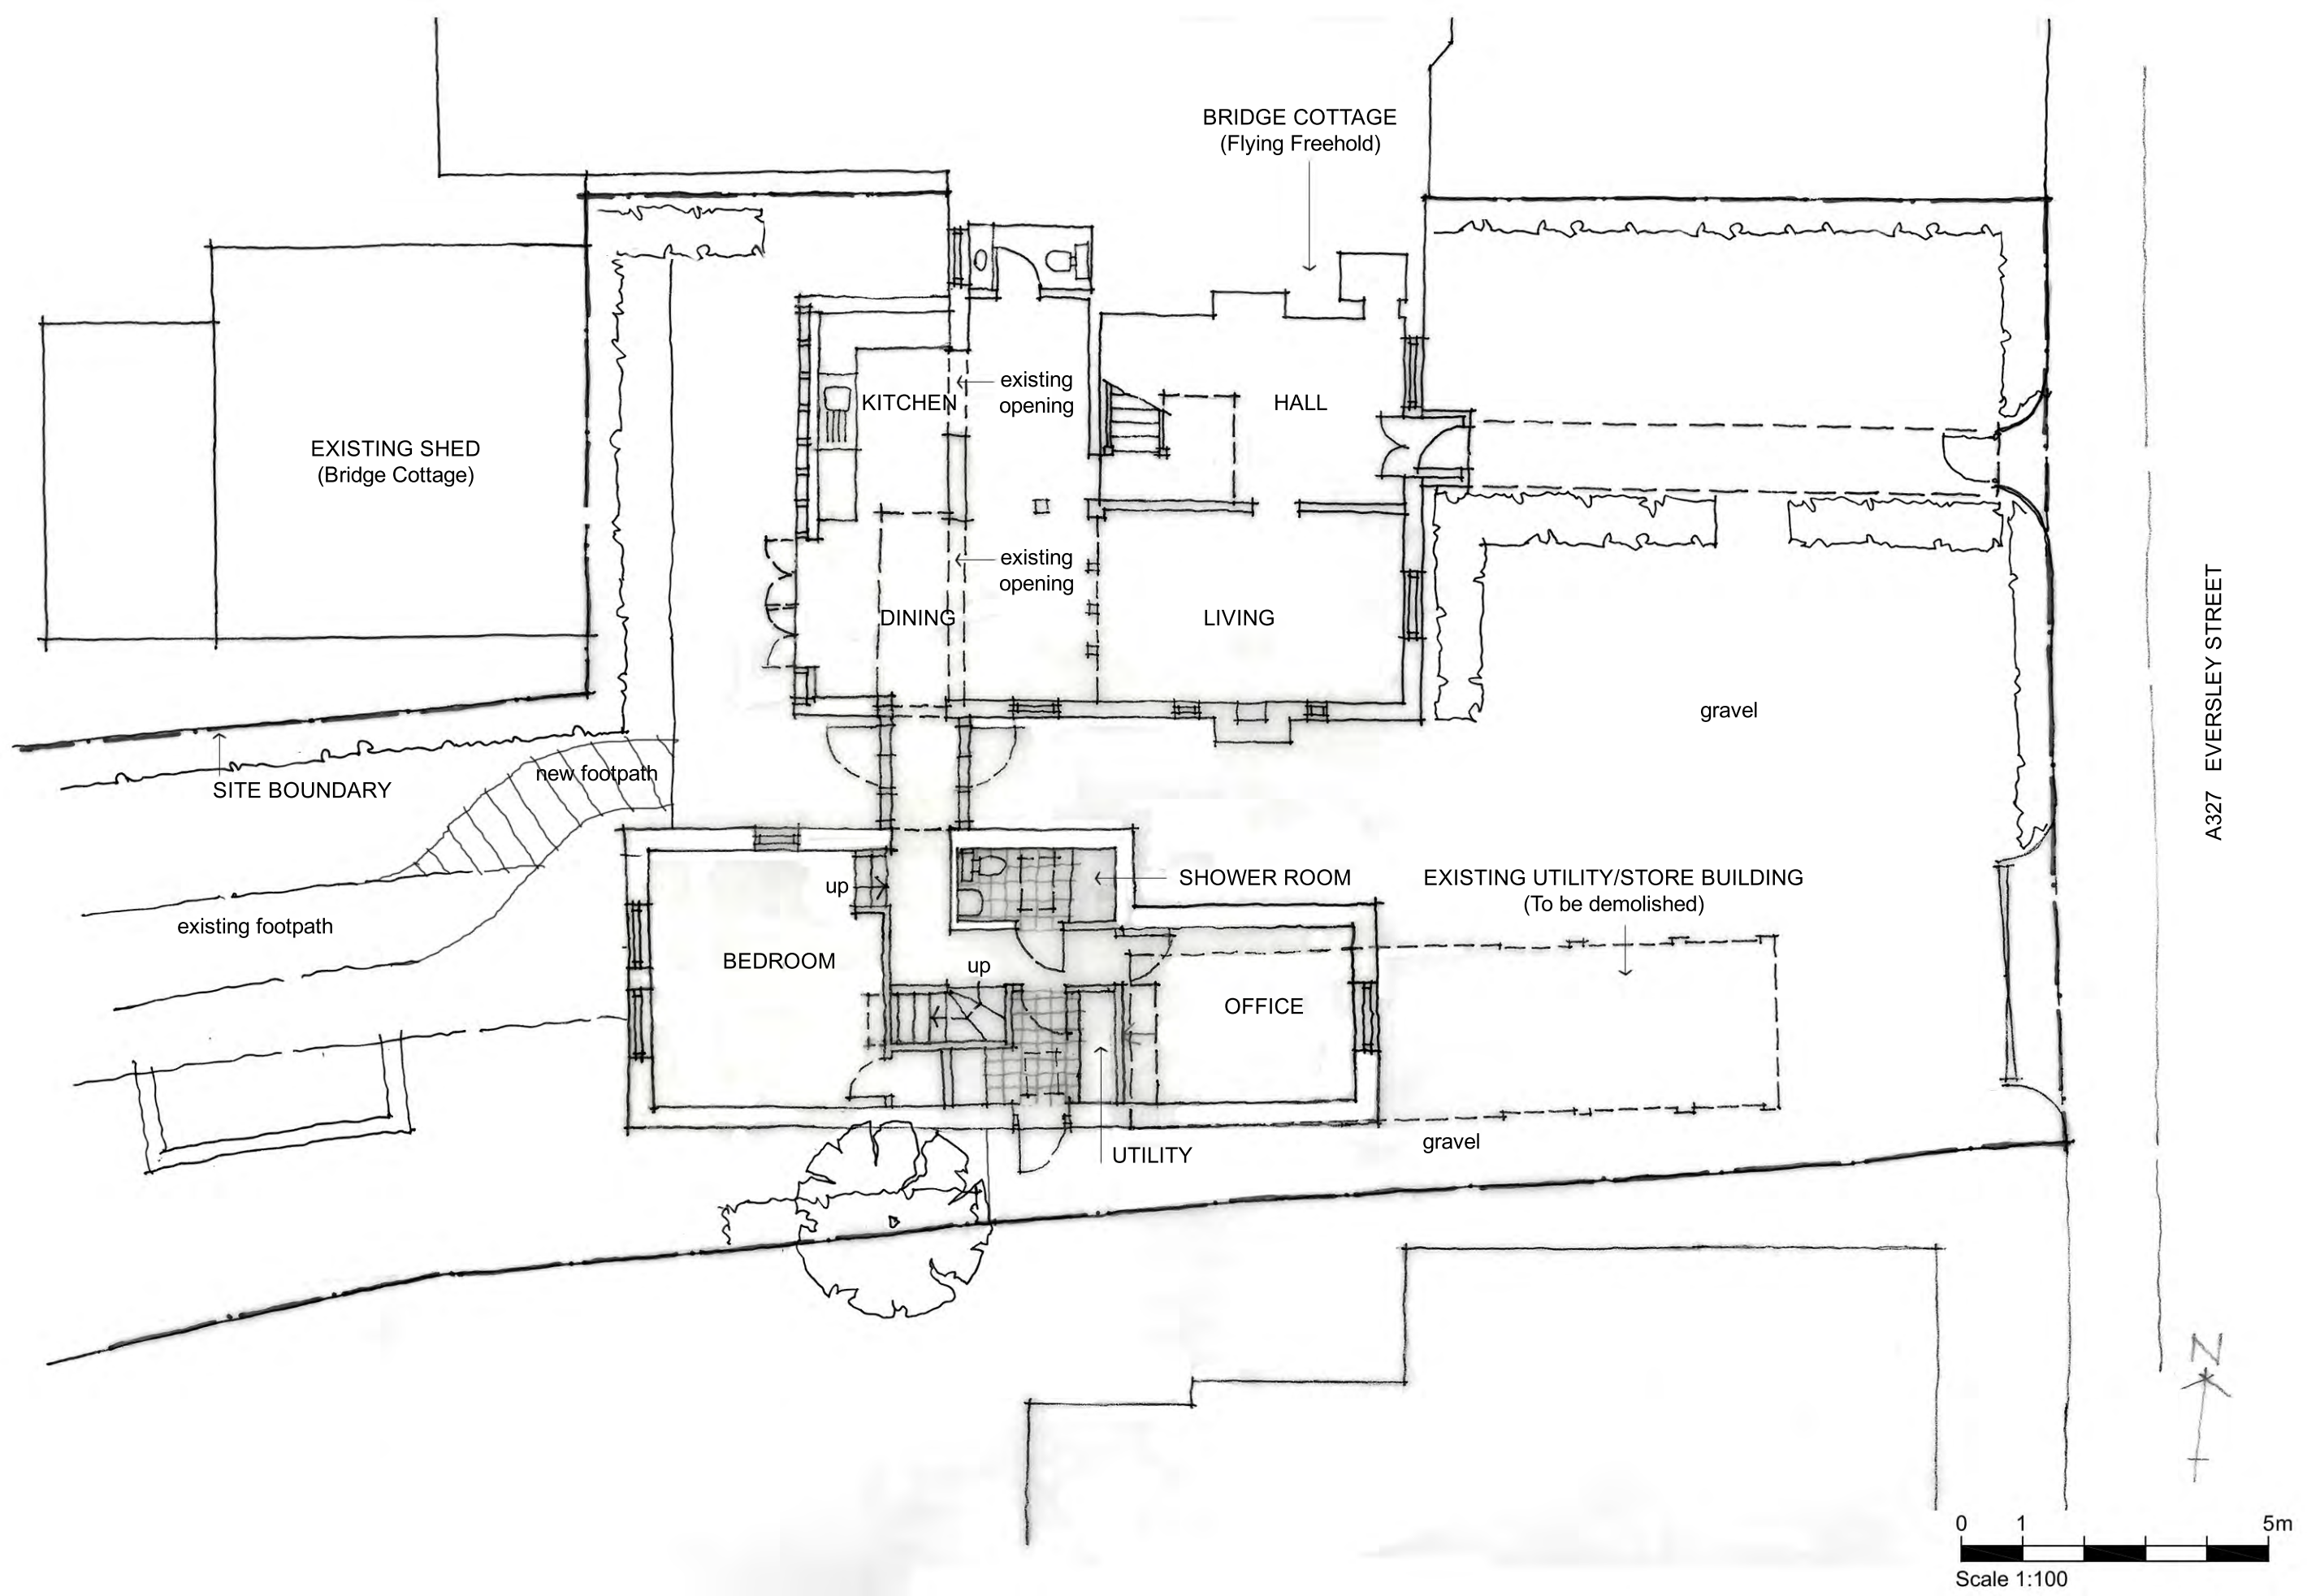 BRIDGE COTTAGE
(Flying Freehold)
existing
opening
KITCHEN
HALL
EXISTING SHED
(Bridge Cottage)
existing
opening
DINING
LIVING
A327 EVERSLEY STREET
gravel
new footpath
SITE BOUNDARY
up
SHOWER ROOM
EXISTING UTILITY/STORE BUILDING
(To be demolished)
existing footpath
BEDROOM
up
OFFICE
gravel
UTILITY
N
0 1 5m
Scale 1:100